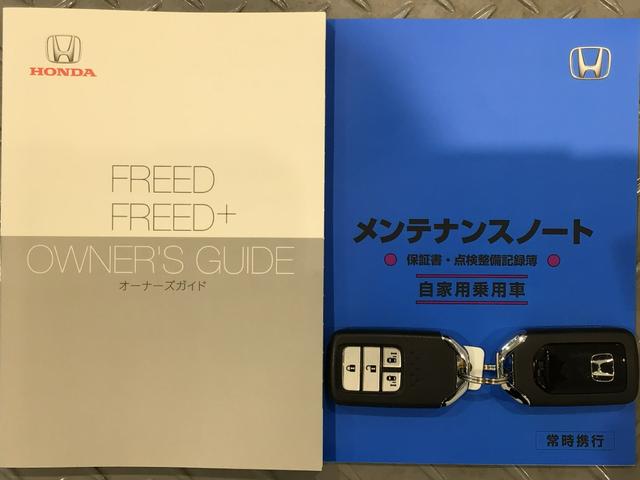 HONDA
FREED
FREED+
OWNER'S GUIDE
オーナーズガイド
メンテナンスノート
保証書・点検整備記録簿
自家用乗用車
常時携行